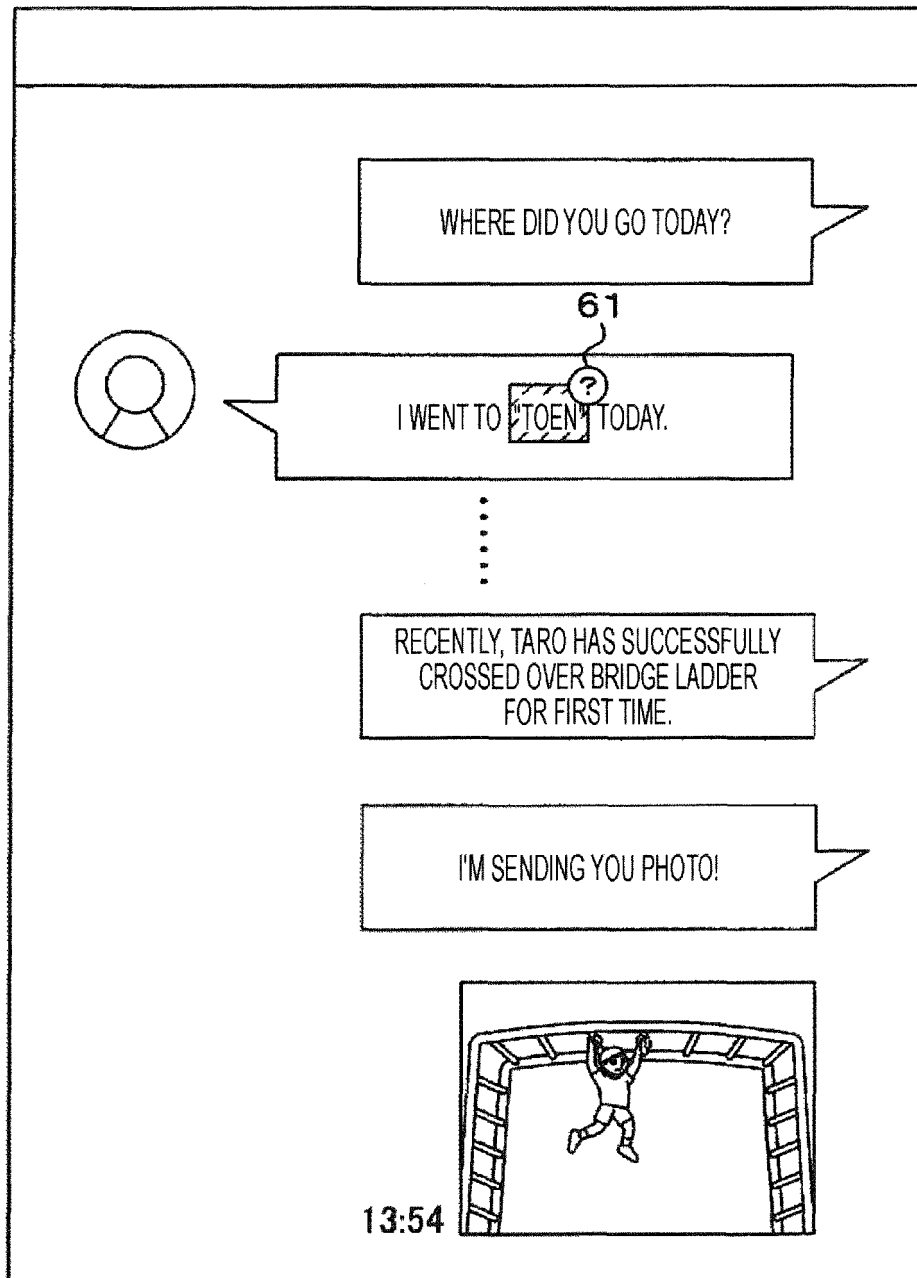 WHERE DID YOU GO TODAY?
61
?
I WENT TO "TOEN" TODAY.
RECENTLY, TARO HAS SUCCESSFULLY
CROSSED OVER BRIDGE LADDER
FOR FIRST TIME.
I'M SENDING YOU PHOTO!
13:54